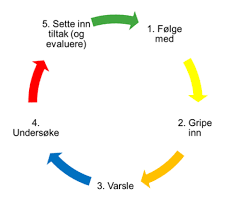 1. Følge
med
2. Gripe
inn
3. Varsle
4.
Undersøke
5. Sette inn
tiltak (og
evaluere)